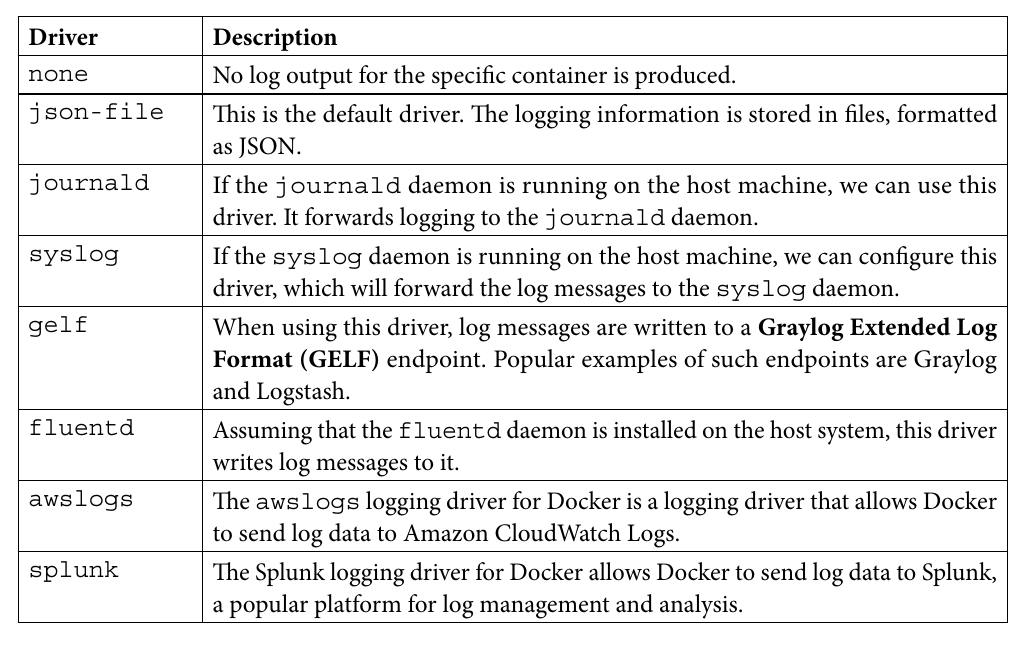 Driver Description
none No log output for the specific container is produced.
json-file This is the default driver. The logging information is stored in files, formatted
as JSON.
journald If the journald daemon is running on the host machine, we can use this
driver. It forwards logging to the journald daemon.
syslog If the syslog daemon is running on the host machine, we can configure this
driver, which will forward the log messages to the syslog daemon.
gelf When using this driver, log messages are written to a Graylog Extended Log
Format (GELF) endpoint. Popular examples of such endpoints are Graylog
and Logstash.
fluentd Assuming that the fluentd daemon is installed on the host system, this driver
writes log messages to it.
awslogs The awslogs logging driver for Docker is a logging driver that allows Docker
to send log data to Amazon CloudWatch Logs.
splunk The Splunk logging driver for Docker allows Docker to send log data to Splunk,
a popular platform for log management and analysis.